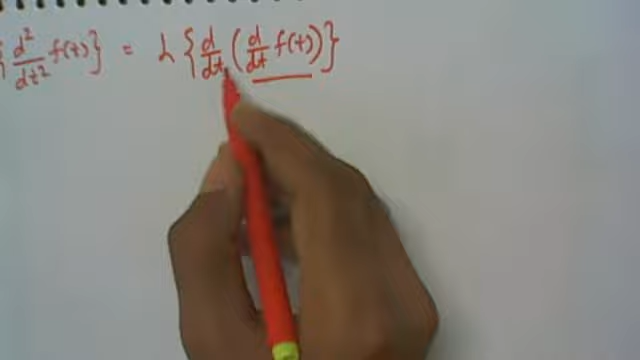 {d²/dt² f(t)} = L {d/dt (d/dt f(t))}